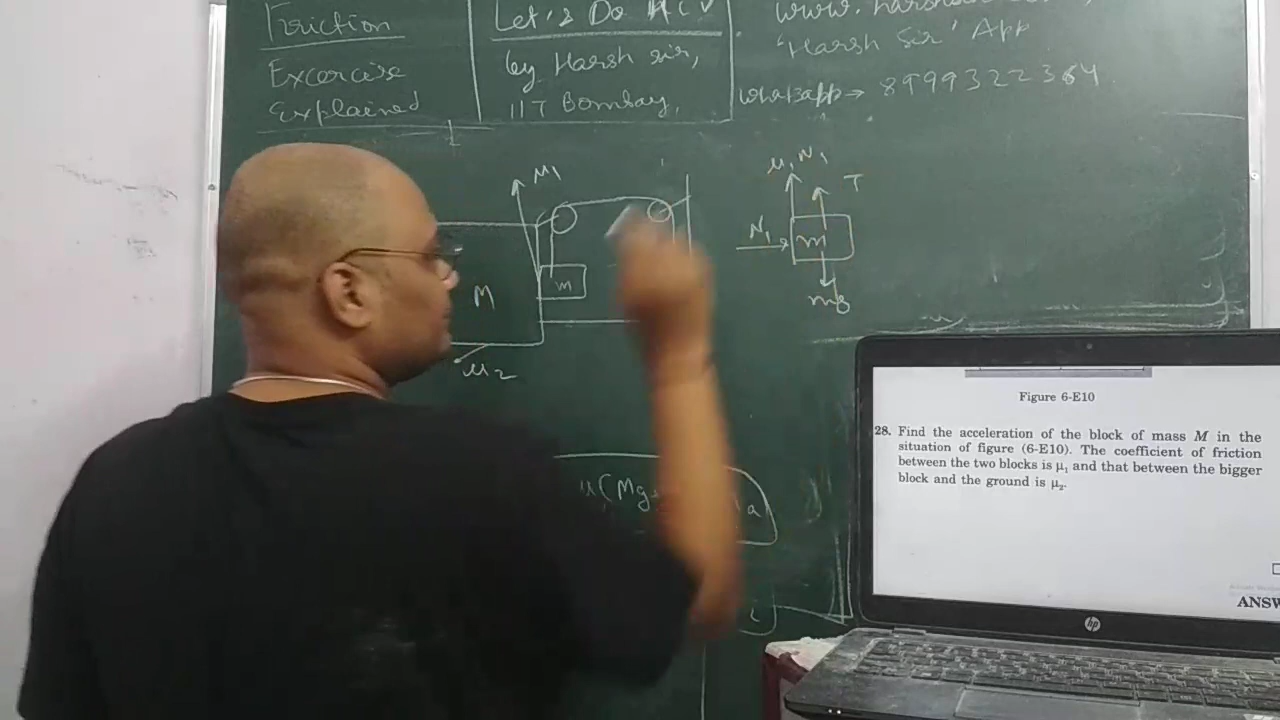 Friction
Excercise
Explained
Let's Do HCV
by Harsh sir,
IIT Bombay,
'Harsh Sir' App
whatsapp → 8999322364
M
m
μ1
μ2
μ1N1
T
N1
m
mg
μ(Mg
a)
Figure 6-E10
28. Find the acceleration of the block of mass M in the
situation of figure (6-E10). The coefficient of friction
between the two blocks is μ1 and that between the bigger
block and the ground is μ2.